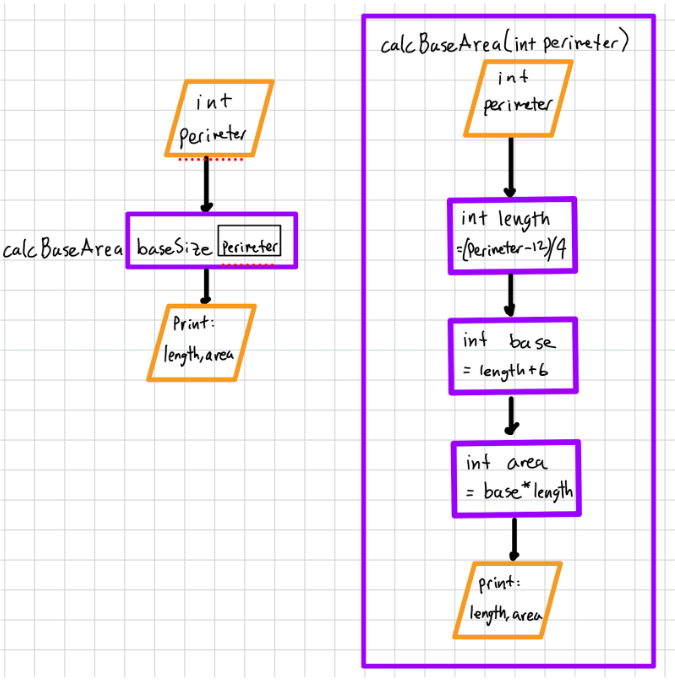 int
perimeter
calcBaseArea
baseSize perimeter
Print:
length,area
calcBaseArea(int perimeter)
int
perimeter
int length
=(Perimeter-12)/4
int base
= length+6
int area
= base*length
print:
length,area